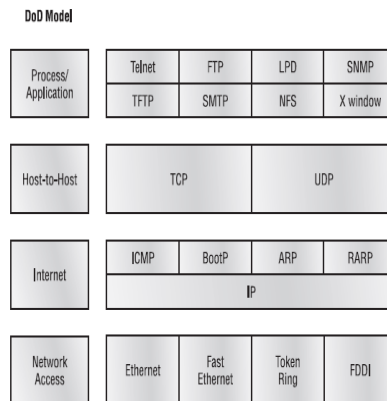 DoD Model
Process/
Application
Telnet FTP LPD SNMP
TFTP SMTP NFS X window
Host-to-Host
TCP UDP
Internet
ICMP BootP ARP RARP
IP
Network
Access
Ethernet
Fast
Ethernet
Token
Ring
FDDI